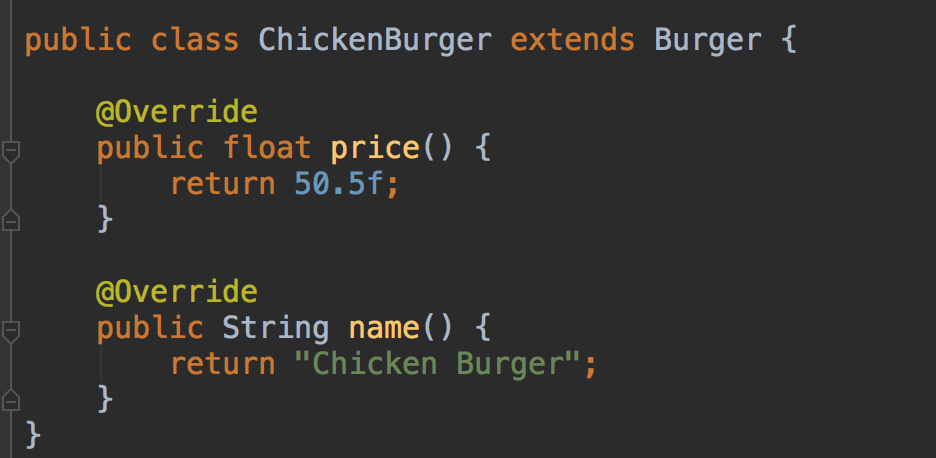 public class ChickenBurger extends Burger {
@Override
public float price() {
return 50.5f;
}
@Override
public String name() {
return "Chicken Burger";
}
}